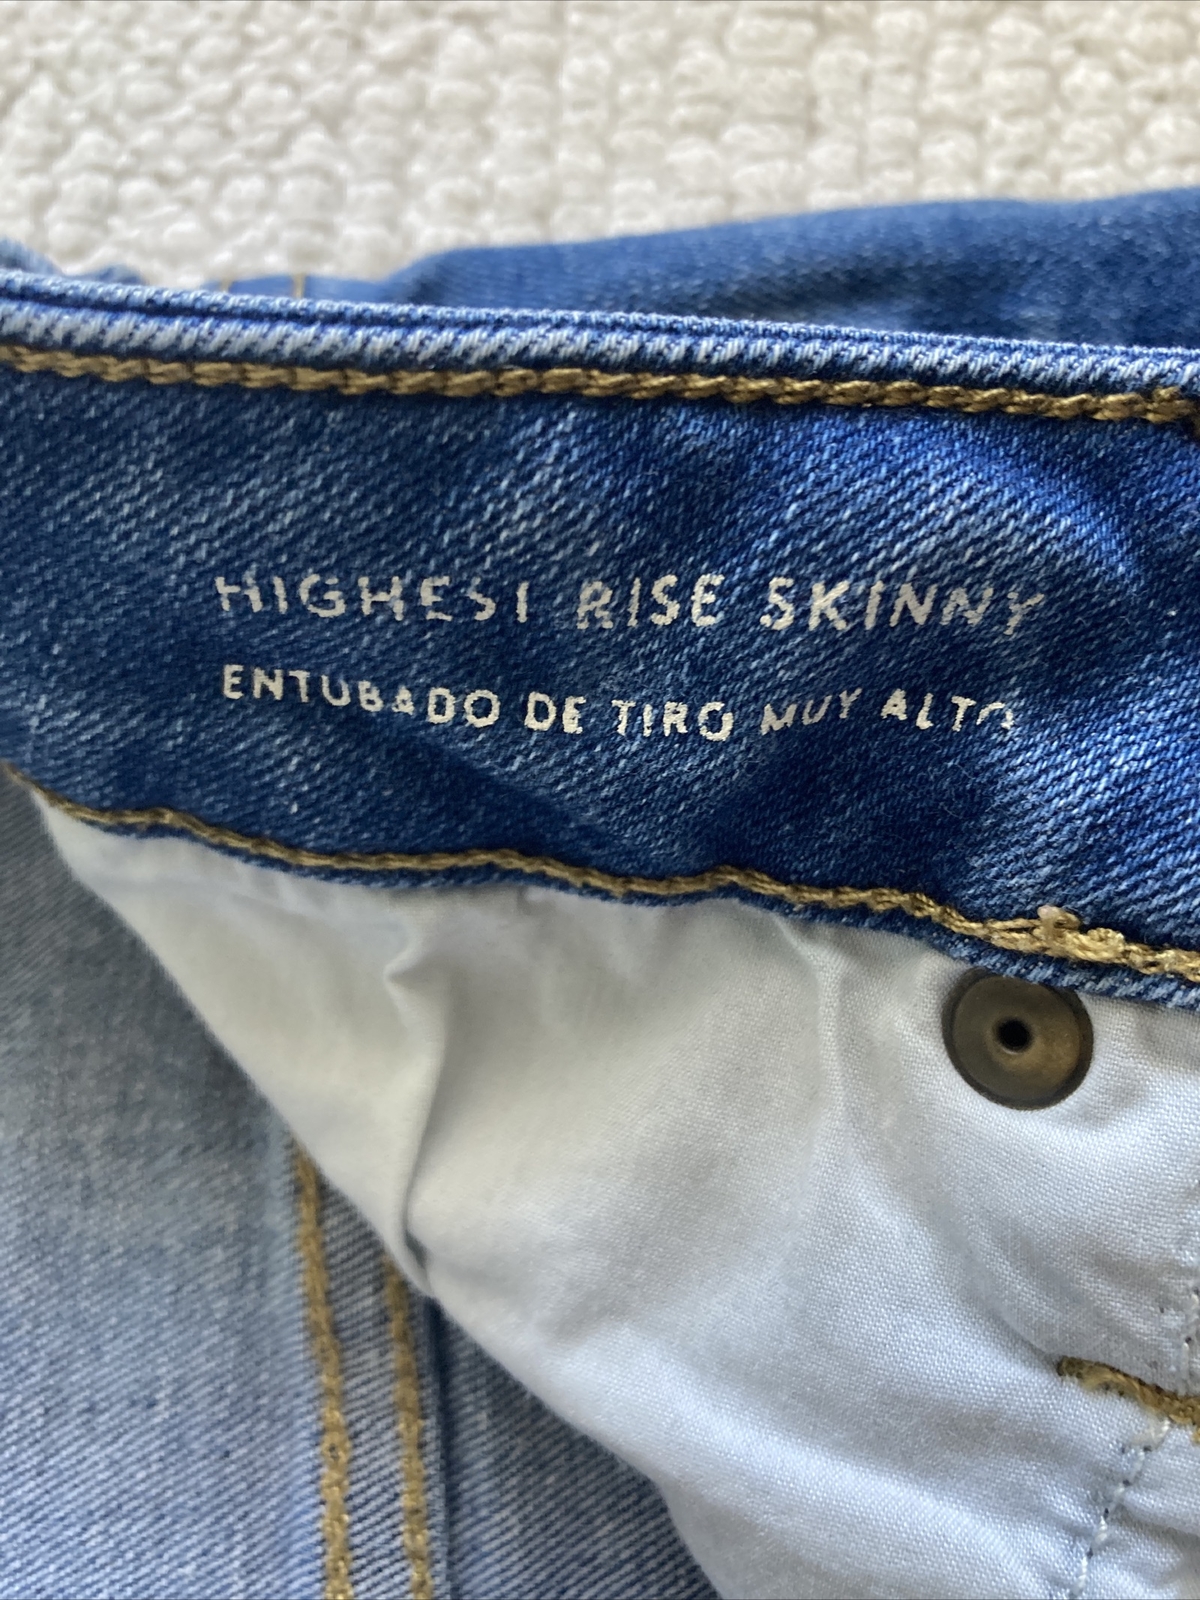 HIGHEST RISE SKINNY
ENTUBADO DE TIRO MUY ALTO